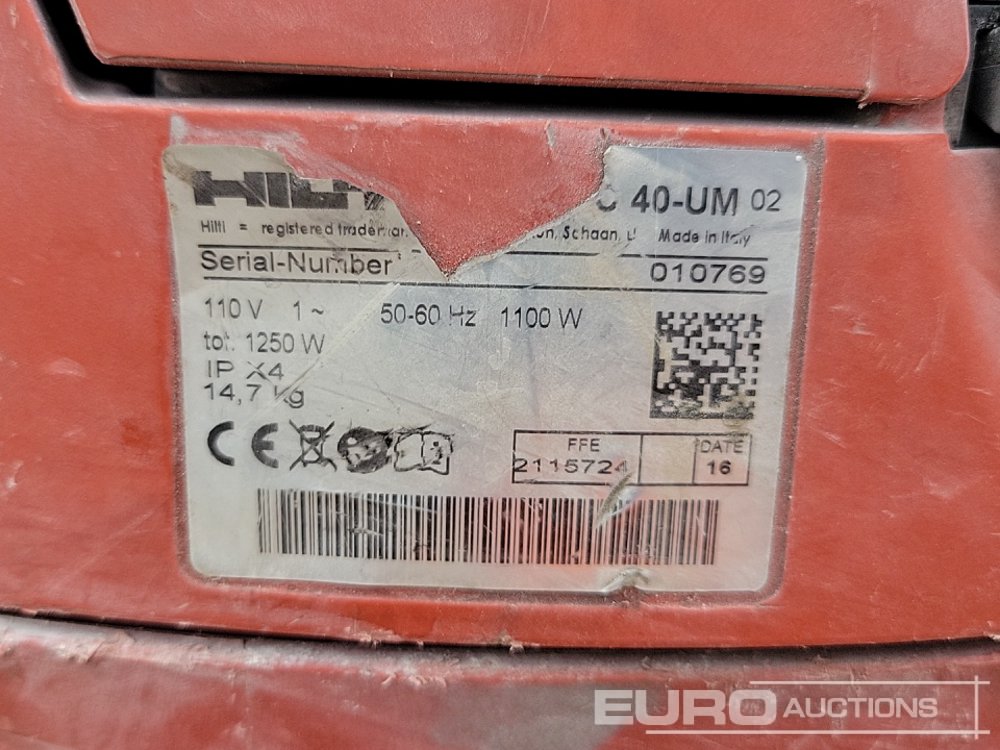 HILTI C 40-UM 02
Hilti = registered trademar on, Schaan, Made in Italy
Serial-Number 010769
110 V 1 ~ 50-60 Hz 1100 W
tot. 1250 W
IP X4
14,7 kg
CE
FFE DATE
2115724 16
EURO AUCTIONS